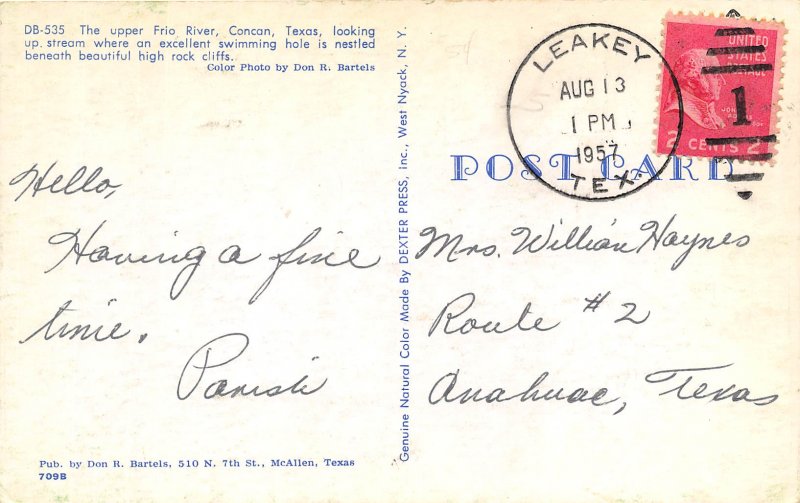 DB-535 The upper Frio River, Concan, Texas, looking
up stream where an excellent swimming hole is nestled
beneath beautiful high rock cliffs.
Color Photo by Don R. Bartels
Hello,
Having a fine
time.
Parish
Pub. by Don R. Bartels, 510 N. 7th St., McAllen, Texas
709B
Genuine Natural Color Made By DEXTER PRESS, Inc., West Nyack, N. Y.
LEAKEY
AUG 13
1 PM
1957
TEX.
UNITED
STATES
POSTAGE
1
2 CENTS 2
POST CARD
Mrs. William Haynes
Route #2
Anahuac, Texas